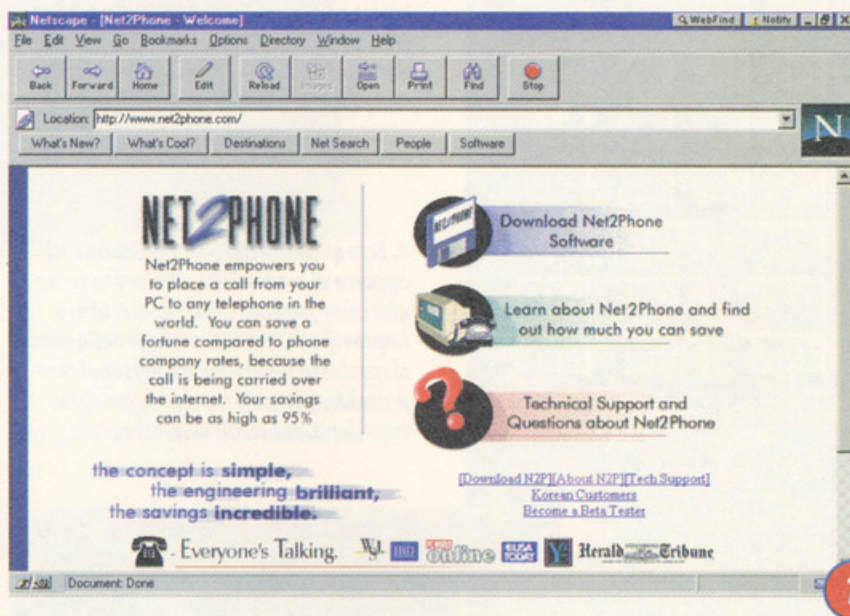 Netscape - [Net2Phone - Welcome]
WebFind Notify
File Edit View Go Bookmarks Options Directory Window Help
Back Forward Home Edit Reload Images Open Print Find Stop
Location: http://www.net2phone.com/
N
What's New? What's Cool? Destinations Net Search People Software
NET2PHONE
Net2Phone empowers you
to place a call from your
PC to any telephone in the
world. You can save a
fortune compared to phone
company rates, because the
call is being carried over
the internet. Your savings
can be as high as 95%
NET2PHONE
Download Net2Phone
Software
Learn about Net2Phone and find
out how much you can save
Technical Support and
Questions about Net2Phone
the concept is simple,
the engineering brilliant,
the savings incredible.
[Download N2P][About N2P][Tech Support]
Korean Customers
Become a Beta Tester
- Everyone's Talking.
WSJ online USA TODAY Herald Tribune
Document: Done